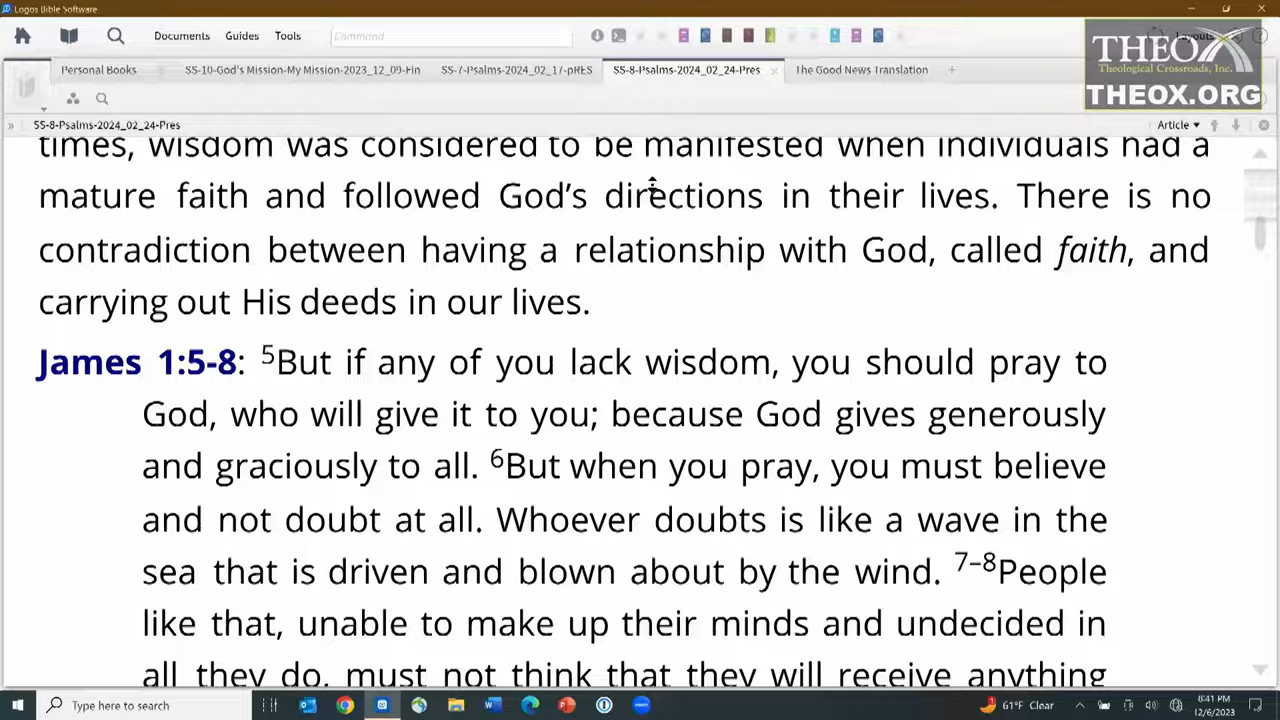 Logos Bible Software
Documents Guides Tools Command Layouts
THEOX
Theological Crossroads, Inc.
THEOX.ORG
Personal Books SS-10-God's Mission-My Mission-2023_12_09-kin 2024_02_17-pRES SS-8-Psalms-2024_02_24-Pres The Good News Translation
SS-8-Psalms-2024_02_24-Pres Article
times, wisdom was considered to be manifested when individuals had a
mature faith and followed God's directions in their lives. There is no
contradiction between having a relationship with God, called faith, and
carrying out His deeds in our lives.
James 1:5-8: 5But if any of you lack wisdom, you should pray to
God, who will give it to you; because God gives generously
and graciously to all. 6But when you pray, you must believe
and not doubt at all. Whoever doubts is like a wave in the
sea that is driven and blown about by the wind. 7–8People
like that, unable to make up their minds and undecided in
all they do, must not think that they will receive anything
Type here to search 61°F Clear 8:41 PM
12/6/2023